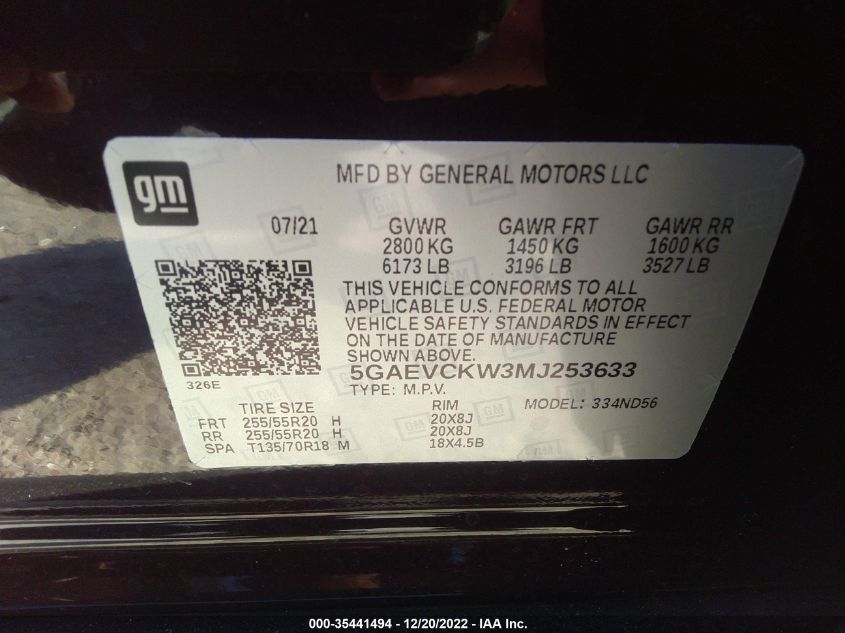 gm
MFD BY GENERAL MOTORS LLC
07/21 GVWR GAWR FRT GAWR RR
2800 KG 1450 KG 1600 KG
6173 LB 3196 LB 3527 LB
THIS VEHICLE CONFORMS TO ALL
APPLICABLE U.S. FEDERAL MOTOR
VEHICLE SAFETY STANDARDS IN EFFECT
ON THE DATE OF MANUFACTURE
SHOWN ABOVE.
5GAEVCKW3MJ253633
326E
TYPE: M.P.V.
TIRE SIZE RIM MODEL: 334ND56
FRT 255/55R20 H 20X8J
RR 255/55R20 H 20X8J
SPA T135/70R18 M 18X4.5B
000-35441494 — 12/20/2022 - IAA Inc.